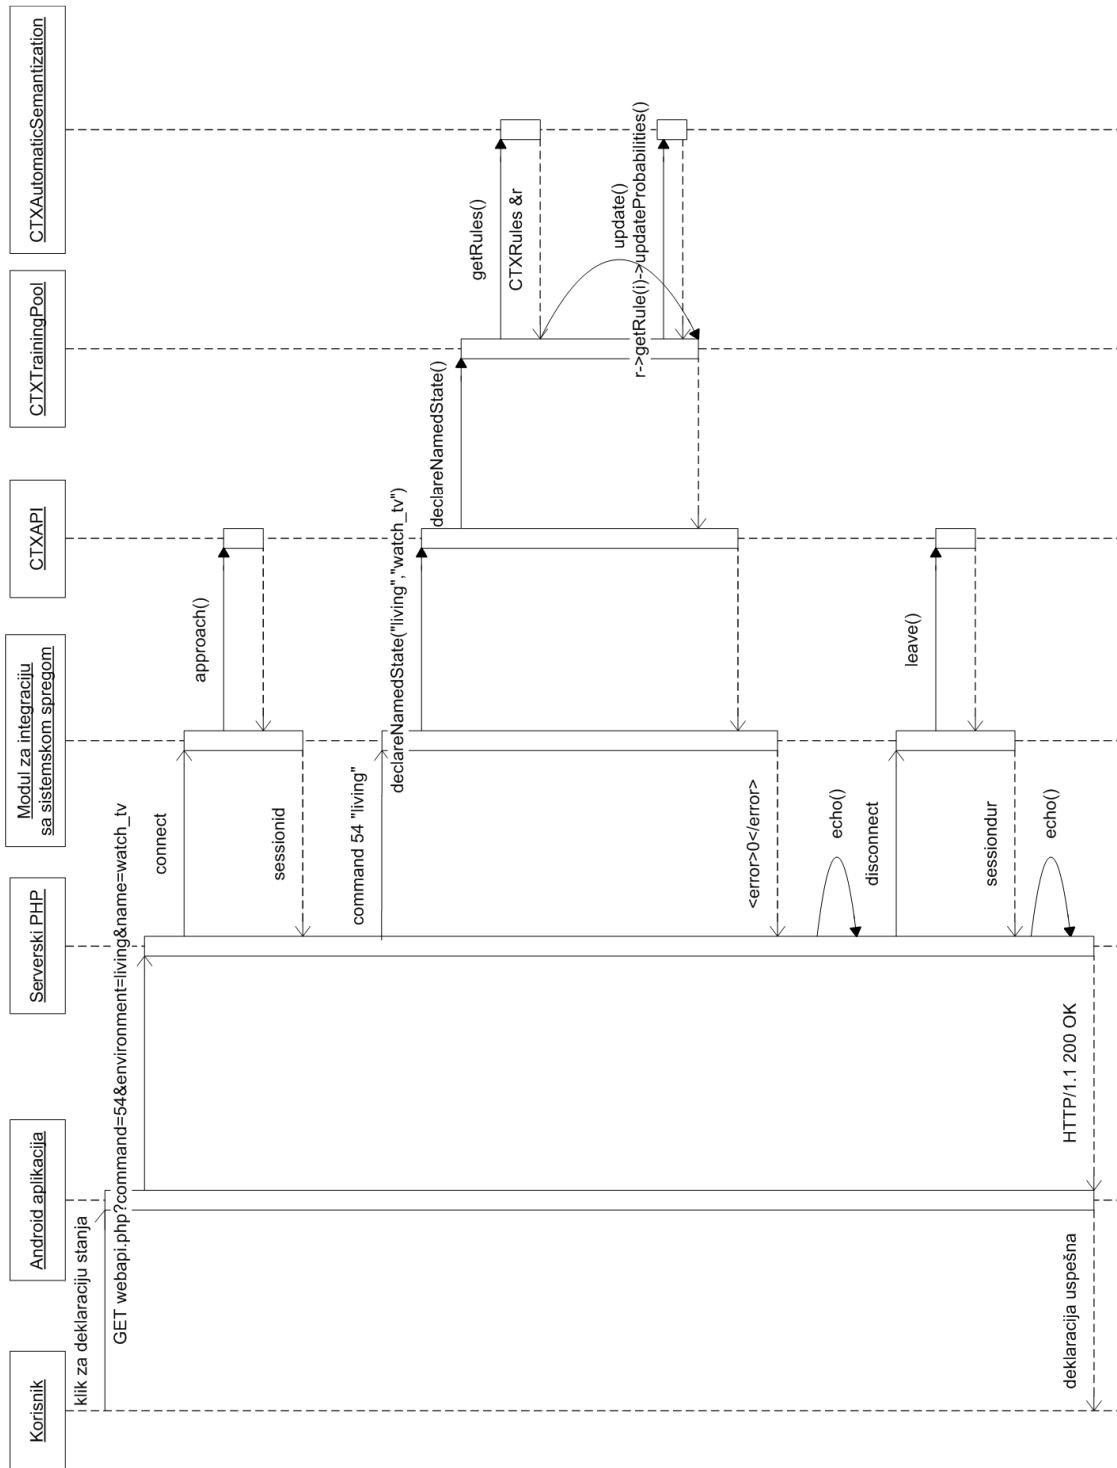 Korisnik
Android aplikacija
Serverski PHP
Modul za integraciju
sa sistemskom spregom
CTXAPI
CTXTrainingPool
CTXAutomaticSemantization
klik za deklaraciju stanja
GET webapi.php?command=54&environment=living&name=watch_tv
connect
approach()
sessionid
command 54 "living"
declareNamedState("living","watch_tv")
declareNamedState()
getRules()
CTXRules &r
update()
r->getRule(i)->updateProbabilities()
<error>0</error>
echo()
disconnect
leave()
sessiondur
echo()
HTTP/1.1 200 OK
deklaracija uspešna